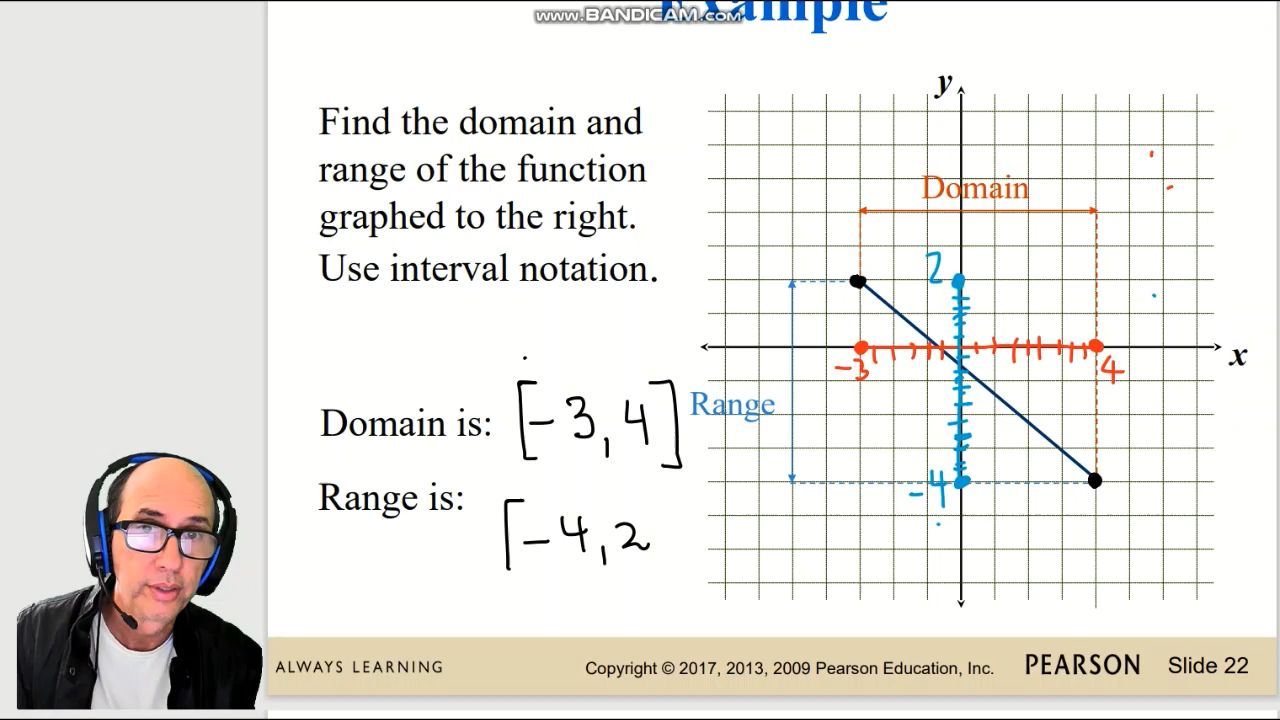 www.BANDICAM.com
Example
Find the domain and
range of the function
graphed to the right.
Use interval notation.
Domain is: [-3, 4]
Range is: [-4, 2
y
Domain
2
x
-3
4
Range
-4
ALWAYS LEARNING
Copyright © 2017, 2013, 2009 Pearson Education, Inc.
PEARSON
Slide 22